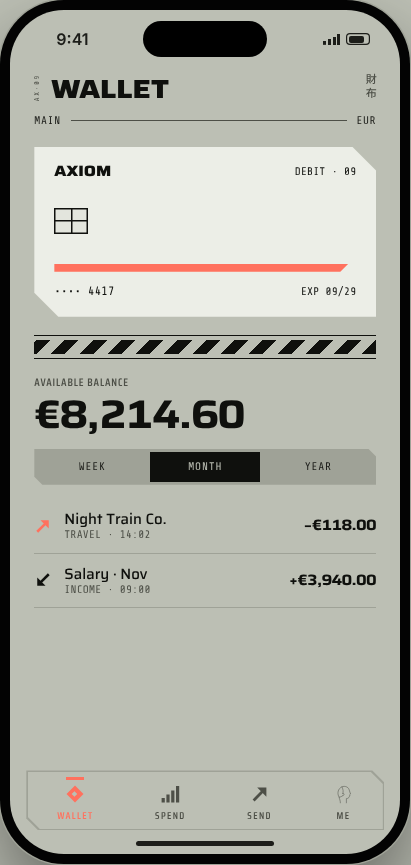 9:41
AX·09
WALLET
財布
MAIN
EUR
AXIOM
DEBIT · 09
···· 4417
EXP 09/29
AVAILABLE BALANCE
€8,214.60
WEEK
MONTH
YEAR
Night Train Co.
−€118.00
TRAVEL · 14:02
Salary · Nov
+€3,940.00
INCOME · 09:00
WALLET
SPEND
SEND
ME